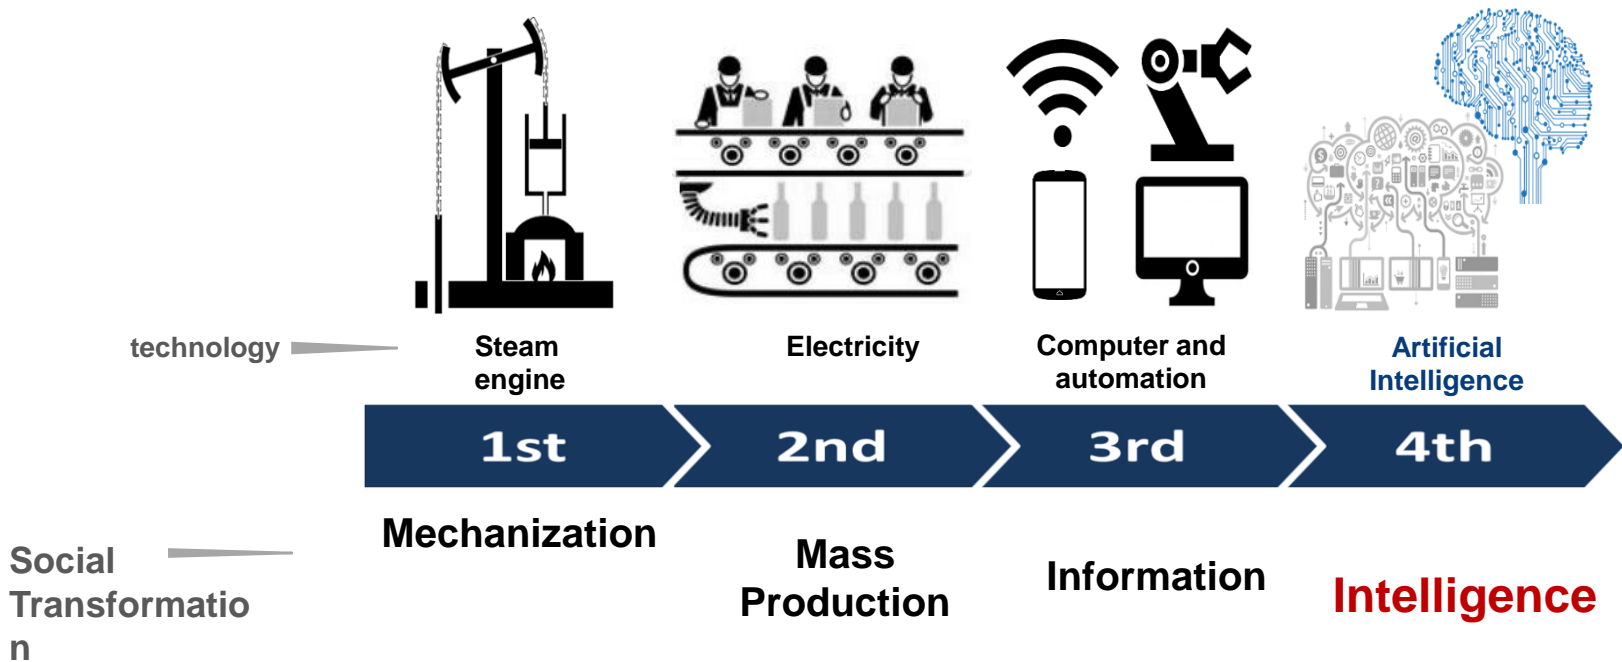 technology
Steam
engine
Electricity
Computer and
automation
Artificial
Intelligence
1st
2nd
3rd
4th
Social
Transformatio
n
Mechanization
Mass
Production
Information
Intelligence